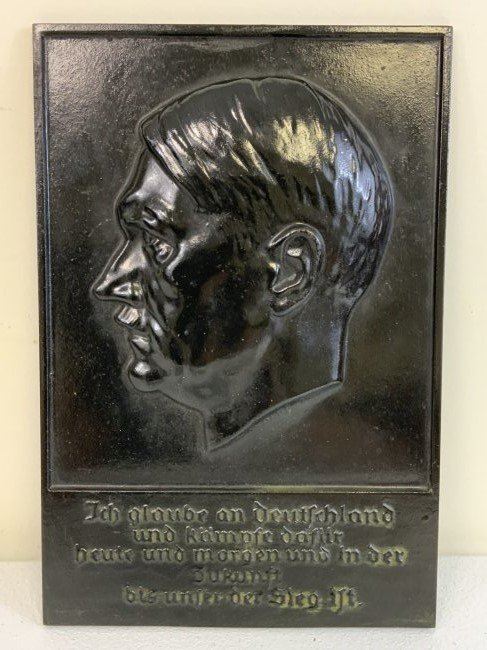 Ich glaube an Deutschland
und kämpfe dafür
heute und morgen und in der
Zukunft
bis unser der Sieg Ist.